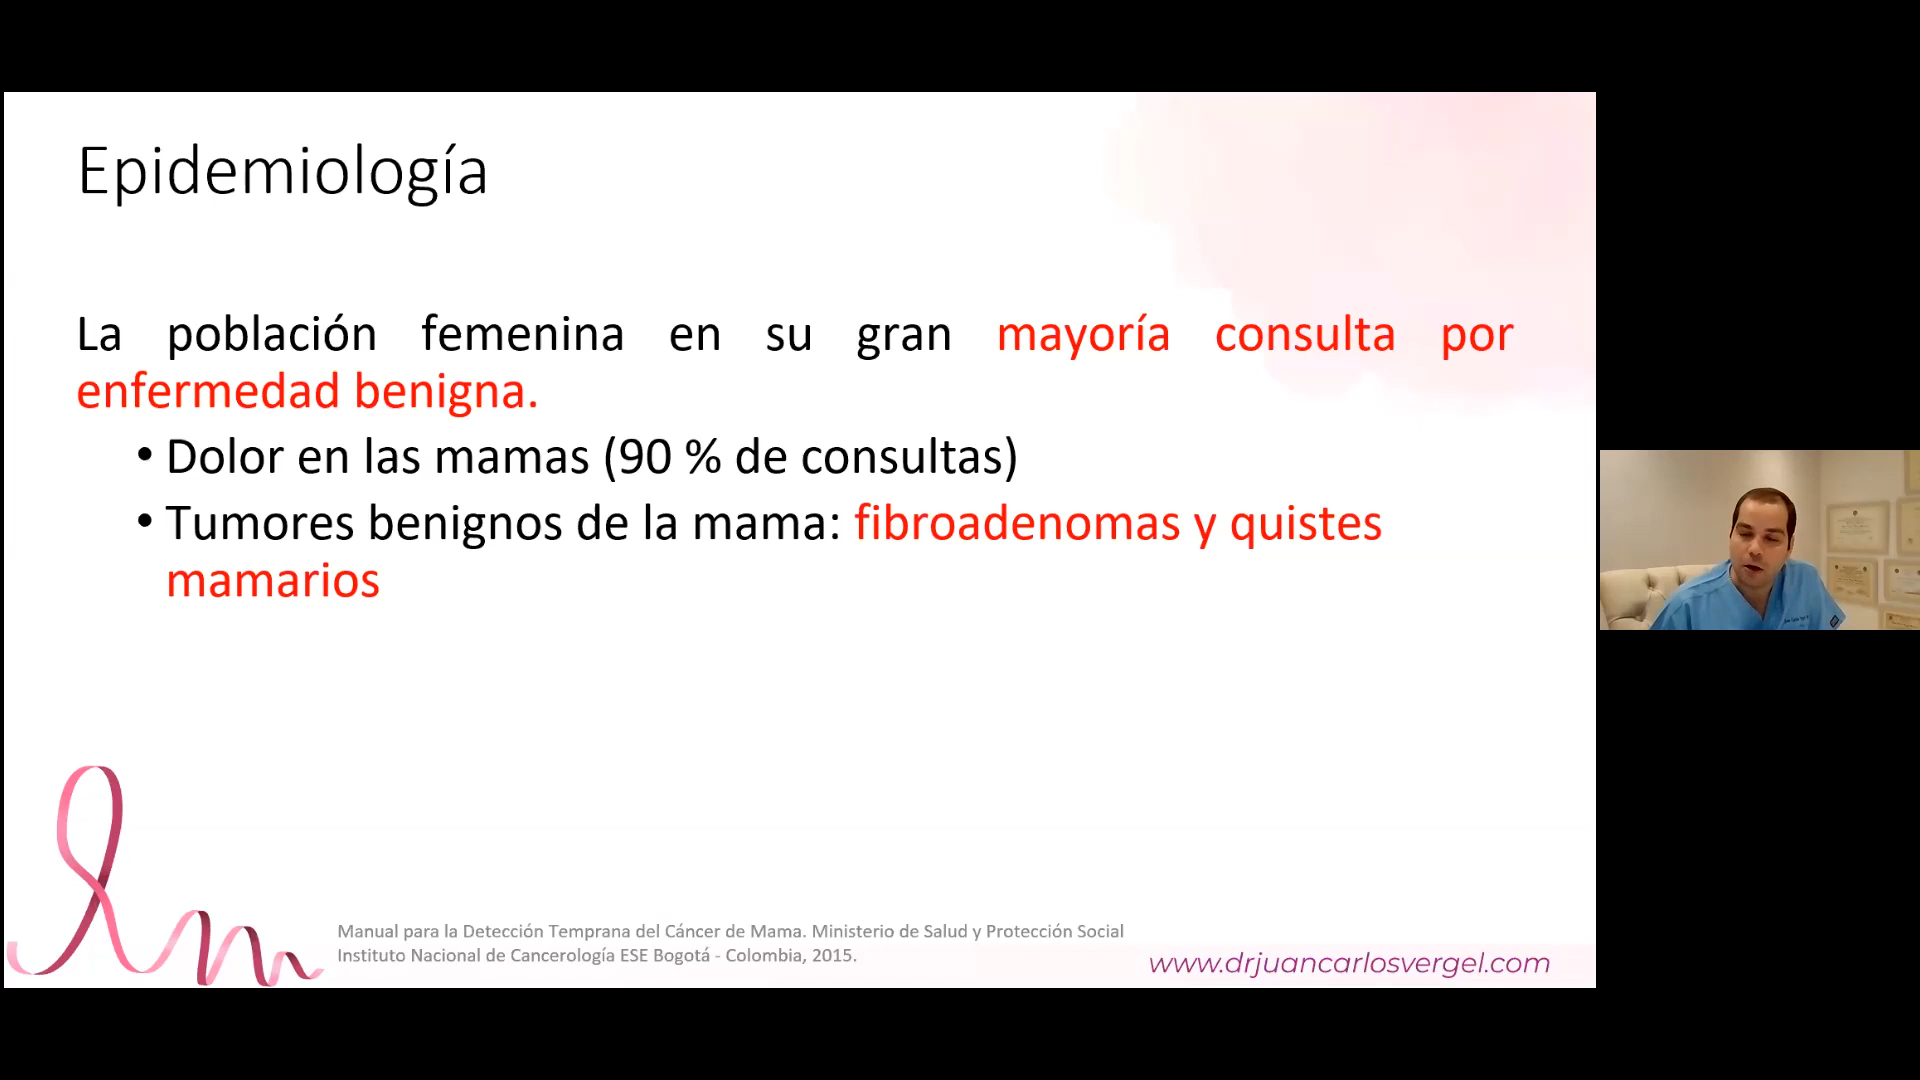 Epidemiología
La población femenina en su gran mayoría consulta por
enfermedad benigna.
• Dolor en las mamas (90 % de consultas)
• Tumores benignos de la mama: fibroadenomas y quistes
mamarios
Manual para la Detección Temprana del Cáncer de Mama. Ministerio de Salud y Protección Social
Instituto Nacional de Cancerología ESE Bogotá - Colombia, 2015.
www.drjuancarlosvergel.com